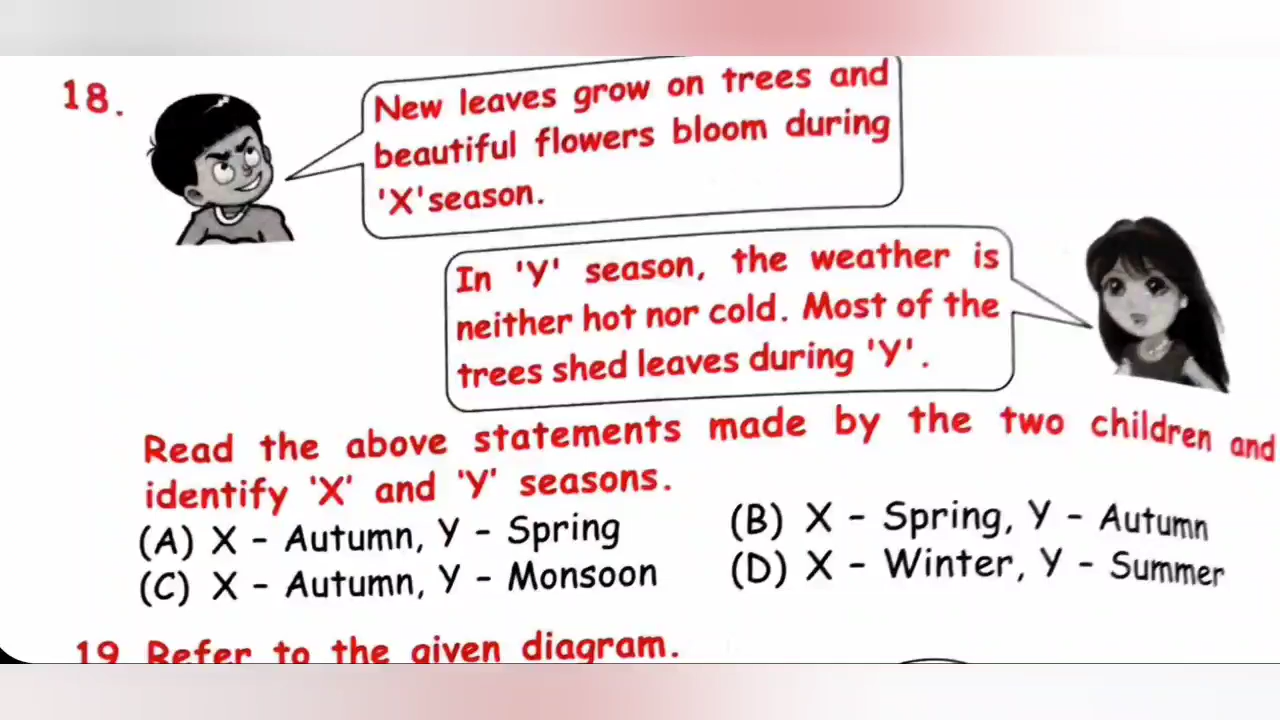 18.
New leaves grow on trees and
beautiful flowers bloom during
'X' season.
In 'Y' season, the weather is
neither hot nor cold. Most of the
trees shed leaves during 'Y'.
Read the above statements made by the two children and
identify 'X' and 'Y' seasons.
(A) X - Autumn, Y - Spring
(B) X - Spring, Y - Autumn
(C) X - Autumn, Y - Monsoon
(D) X - Winter, Y - Summer
19 Refer to the given diagram.